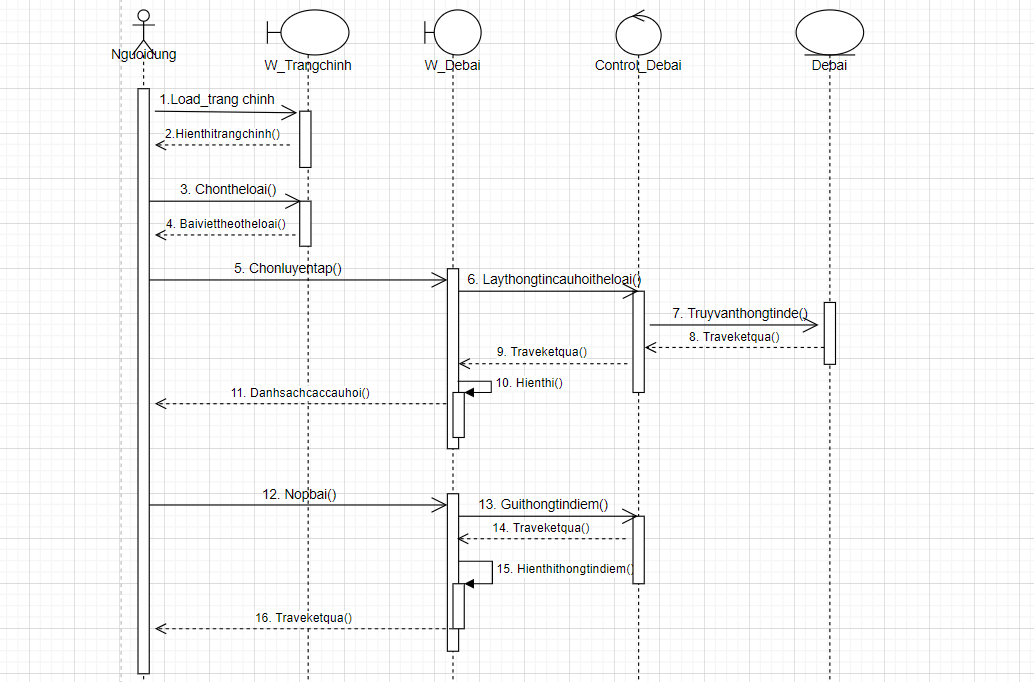 Nguoidung
W_Trangchinh
W_Debai
Control_Debai
Debai
1.Load_trang chinh
2.Hienthitrangchinh()
3. Chontheloai()
4. Baiviettheotheloai()
5. Chonluyentap()
6. Laythongtincauhoitheloai()
7. Truyvanthongtinde()
8. Traveketqua()
9. Traveketqua()
10. Hienthi()
11. Danhsachcaccauhoi()
12. Nopbai()
13. Guithongtindiem()
14. Traveketqua()
15. Hienthithongtindiem()
16. Traveketqua()